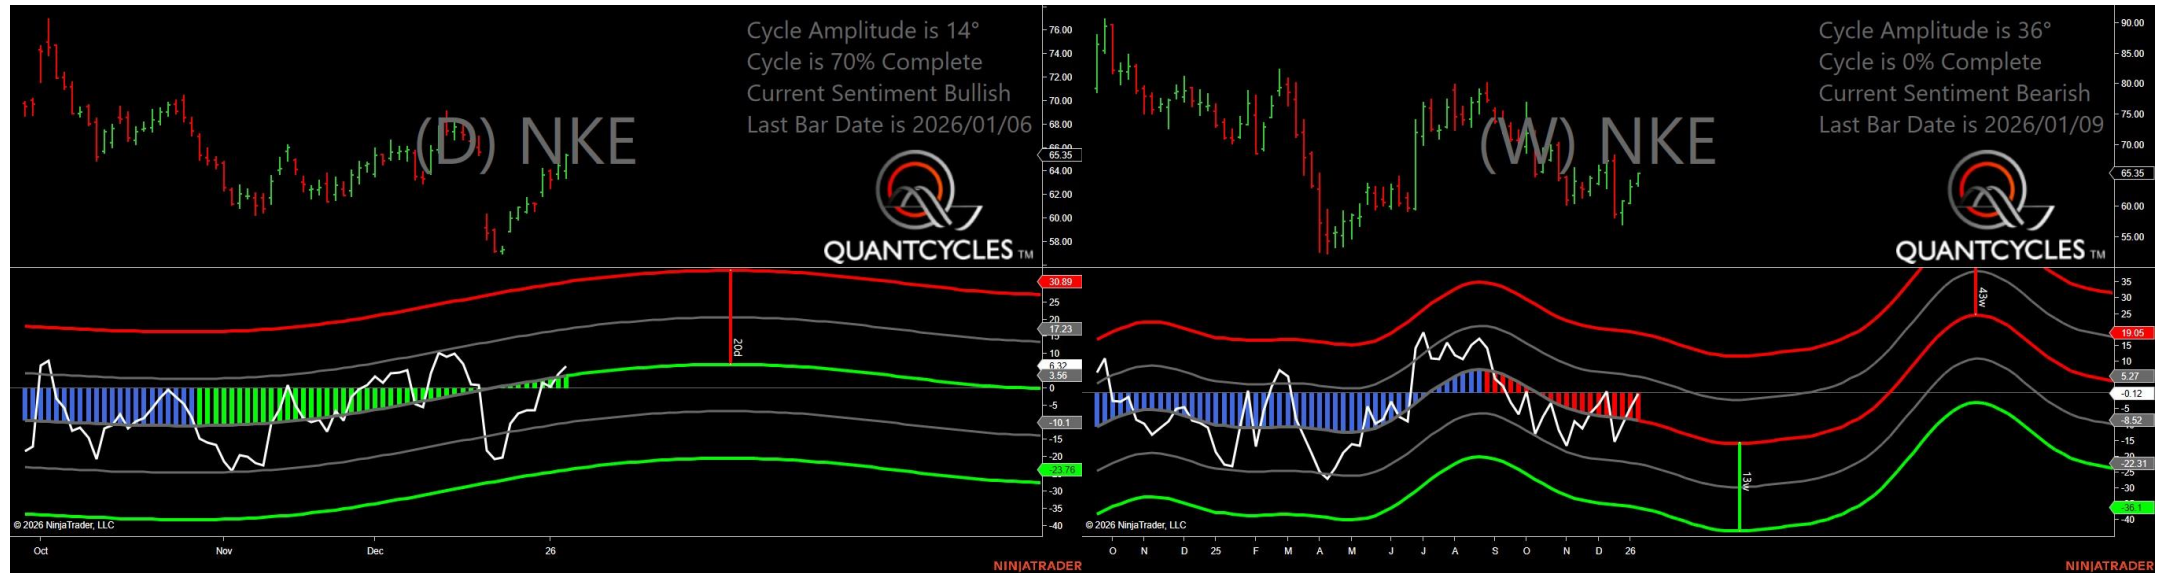 Cycle Amplitude is 14°
Cycle is 70% Complete
Current Sentiment Bullish
Last Bar Date is 2026/01/06
(D) NKE
QUANTCYCLES TM
76.00
74.00
72.00
70.00
68.00
66.00
65.35
64.00
62.00
60.00
58.00
30.89
25
20
17.23
15
10
6.32
3.56
0
-5
-10.1
-15
-20
-23.76
-30
-35
-40
20d
© 2026 NinjaTrader, LLC
Oct Nov Dec 26
NINJATRADER
Cycle Amplitude is 36°
Cycle is 0% Complete
Current Sentiment Bearish
Last Bar Date is 2026/01/09
(W) NKE
QUANTCYCLES TM
90.00
85.00
80.00
75.00
70.00
65.35
60.00
55.00
35
30
25
19.05
15
10
5.27
-0.12
-5
-8.52
-15
-22.31
-25
-30
-36.1
-40
43w
13w
© 2026 NinjaTrader, LLC
O N D 25 F M A M J J A S O N D 26
NINJATRADER